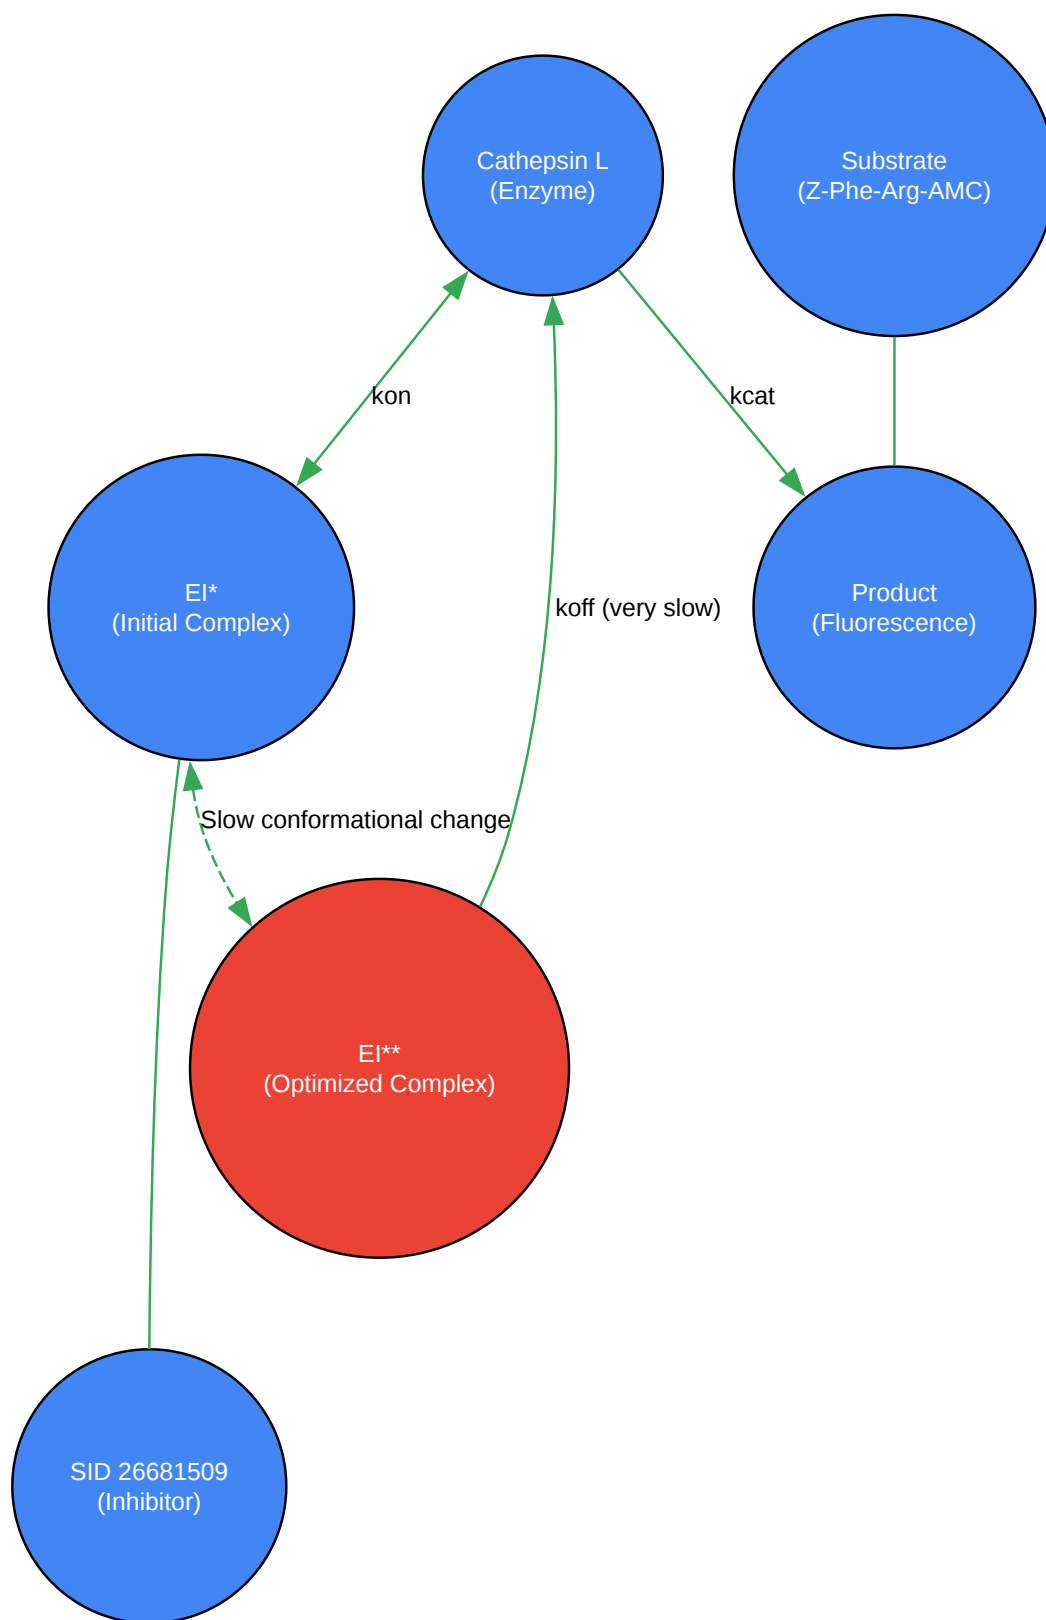 Cathepsin L
(Enzyme)
Substrate
(Z-Phe-Arg-AMC)
kon
kcat
EI*
(Initial Complex)
koff (very slow)
Product
(Fluorescence)
Slow conformational change
EI**
(Optimized Complex)
SID 26681509
(Inhibitor)